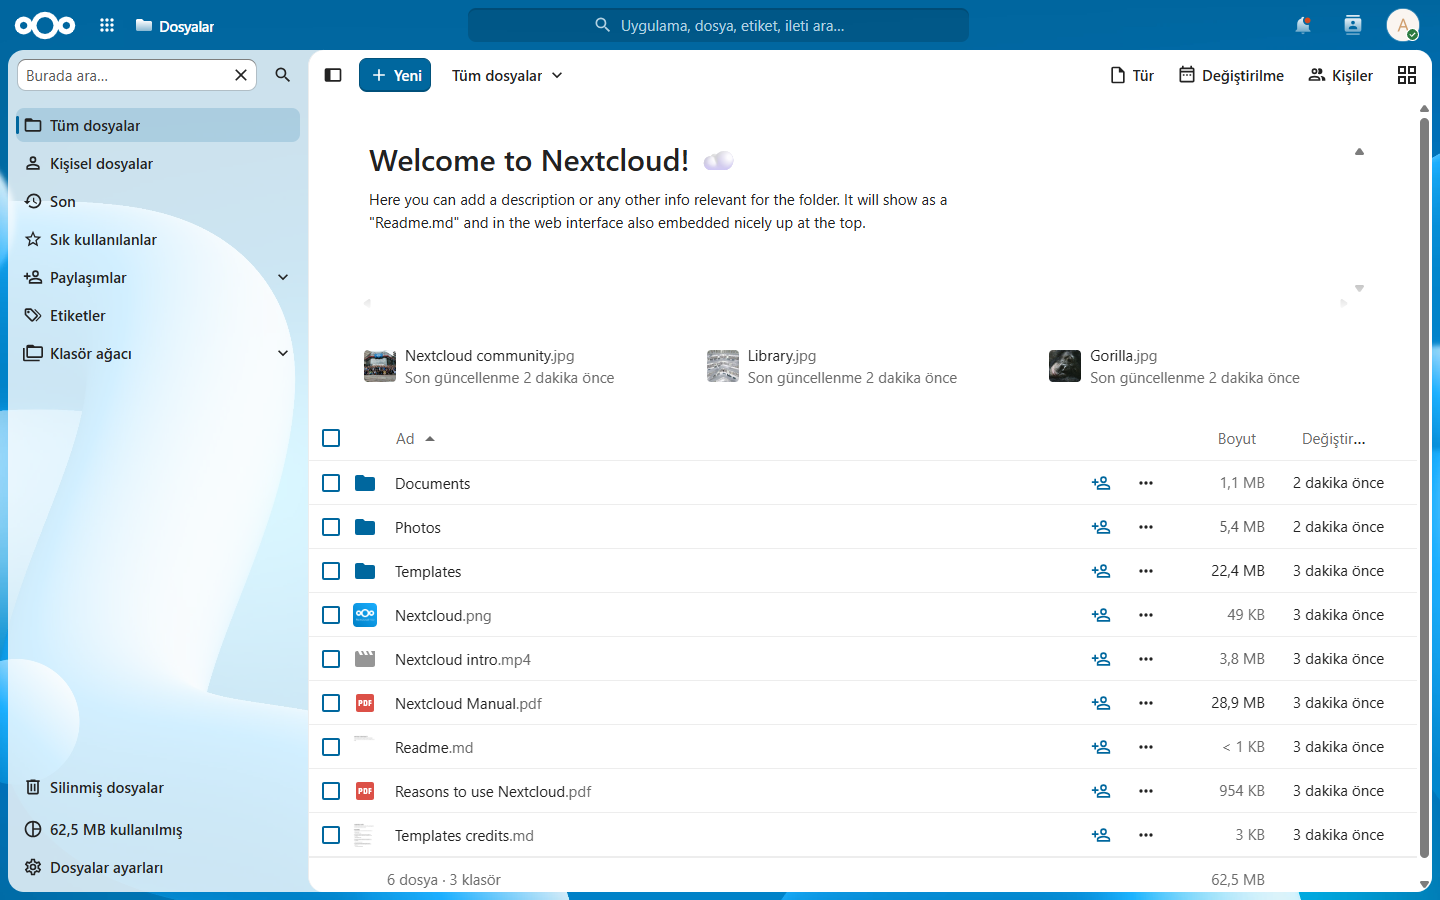 Dosyalar
Uygulama, dosya, etiket, ileti ara...
A
Burada ara...
Yeni
Tüm dosyalar
Tür
Değiştirilme
Kişiler
Tüm dosyalar
Kişisel dosyalar
Son
Sık kullanılanlar
Paylaşımlar
Etiketler
Klasör ağacı
Silinmiş dosyalar
62,5 MB kullanılmış
Dosyalar ayarları
Welcome to Nextcloud!
Here you can add a description or any other info relevant for the folder. It will show as a
"Readme.md" and in the web interface also embedded nicely up at the top.
Nextcloud community.jpg
Son güncellenme 2 dakika önce
Library.jpg
Son güncellenme 2 dakika önce
Gorilla.jpg
Son güncellenme 2 dakika önce
Ad Boyut Değiştir...
Documents 1,1 MB 2 dakika önce
Photos 5,4 MB 2 dakika önce
Templates 22,4 MB 3 dakika önce
Nextcloud.png 49 KB 3 dakika önce
Nextcloud intro.mp4 3,8 MB 3 dakika önce
PDF Nextcloud Manual.pdf 28,9 MB 3 dakika önce
Readme.md < 1 KB 3 dakika önce
PDF Reasons to use Nextcloud.pdf 954 KB 3 dakika önce
Templates credits.md 3 KB 3 dakika önce
6 dosya · 3 klasör 62,5 MB